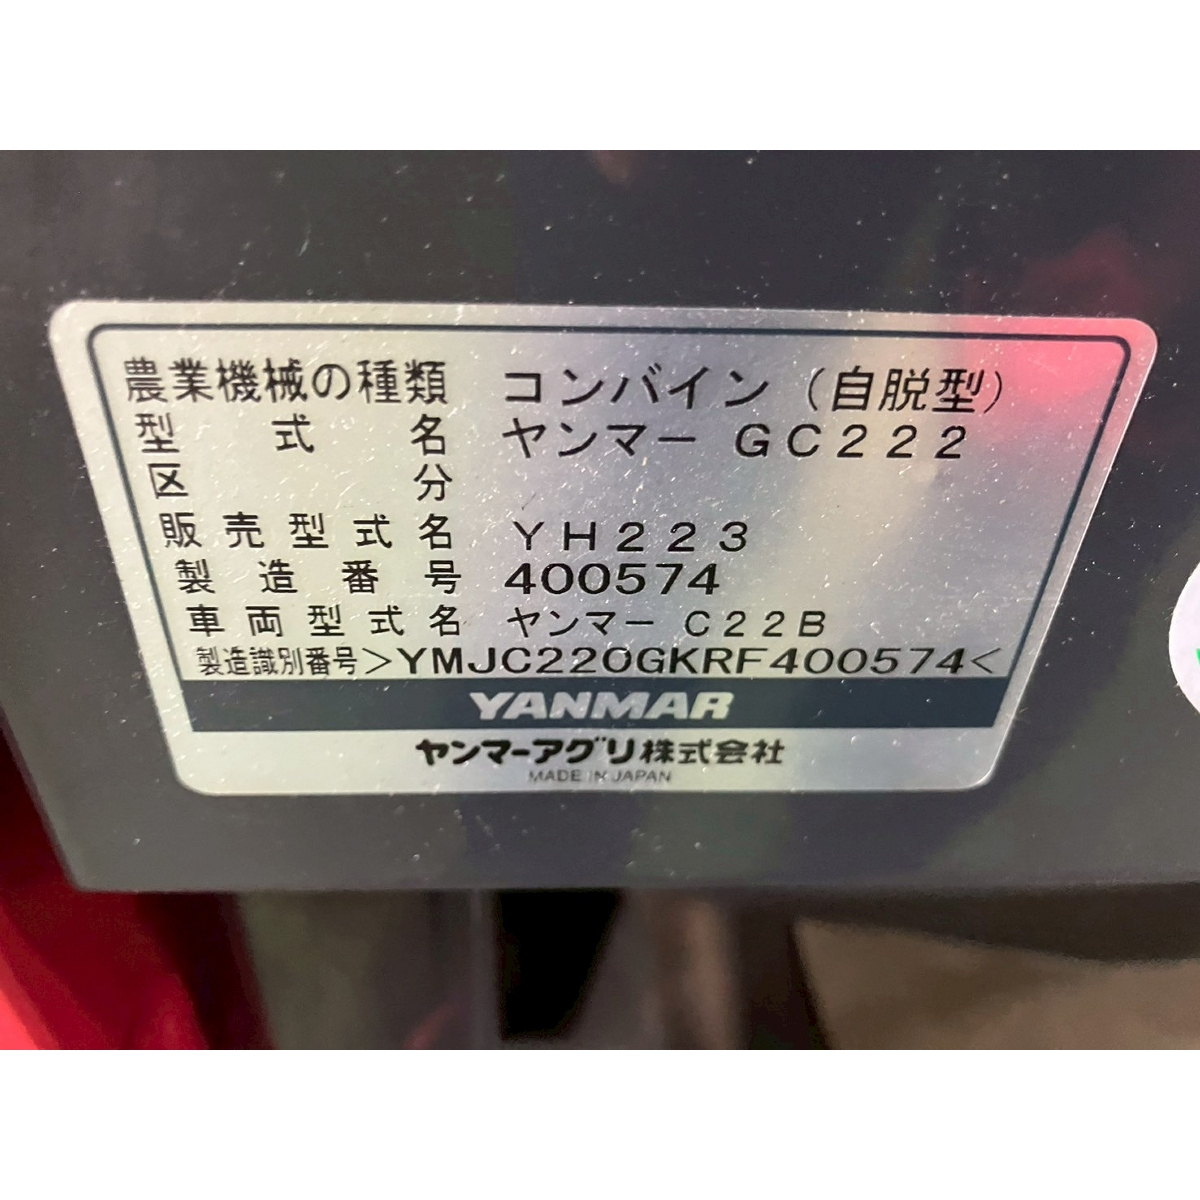 農業機械の種類 コンバイン（自脱型）
型式名 ヤンマー GC222
区分
販売型式名 YH223
製造番号 400574
車両型式名 ヤンマー C22B
製造識別番号 >YMJC220GKRF400574<
YANMAR
ヤンマーアグリ株式会社
MADE IN JAPAN